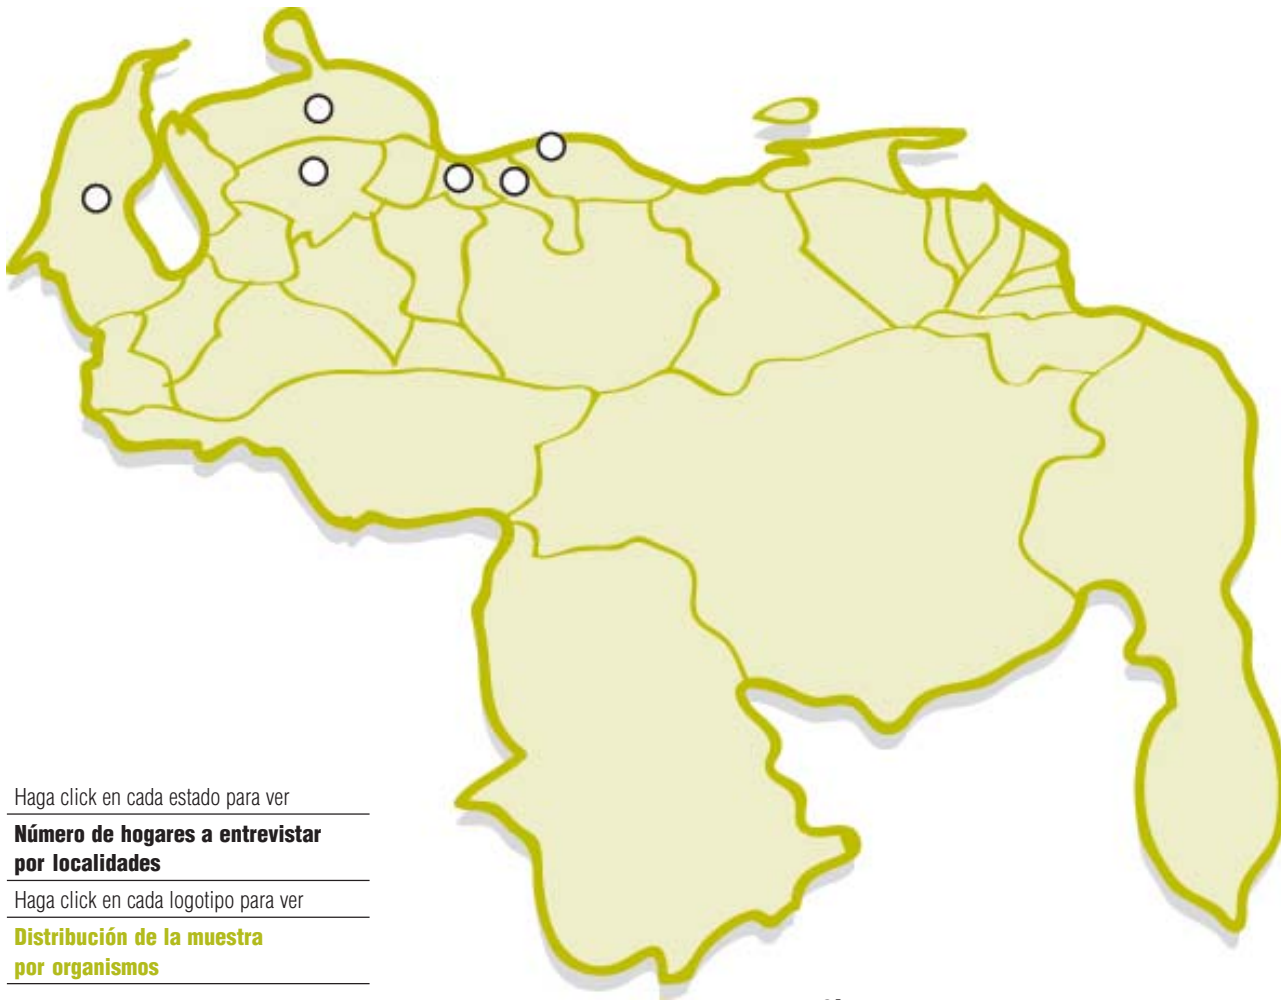 Haga click en cada estado para ver
Número de hogares a entrevistar
por localidades
Haga click en cada logotipo para ver
Distribución de la muestra
por organismos